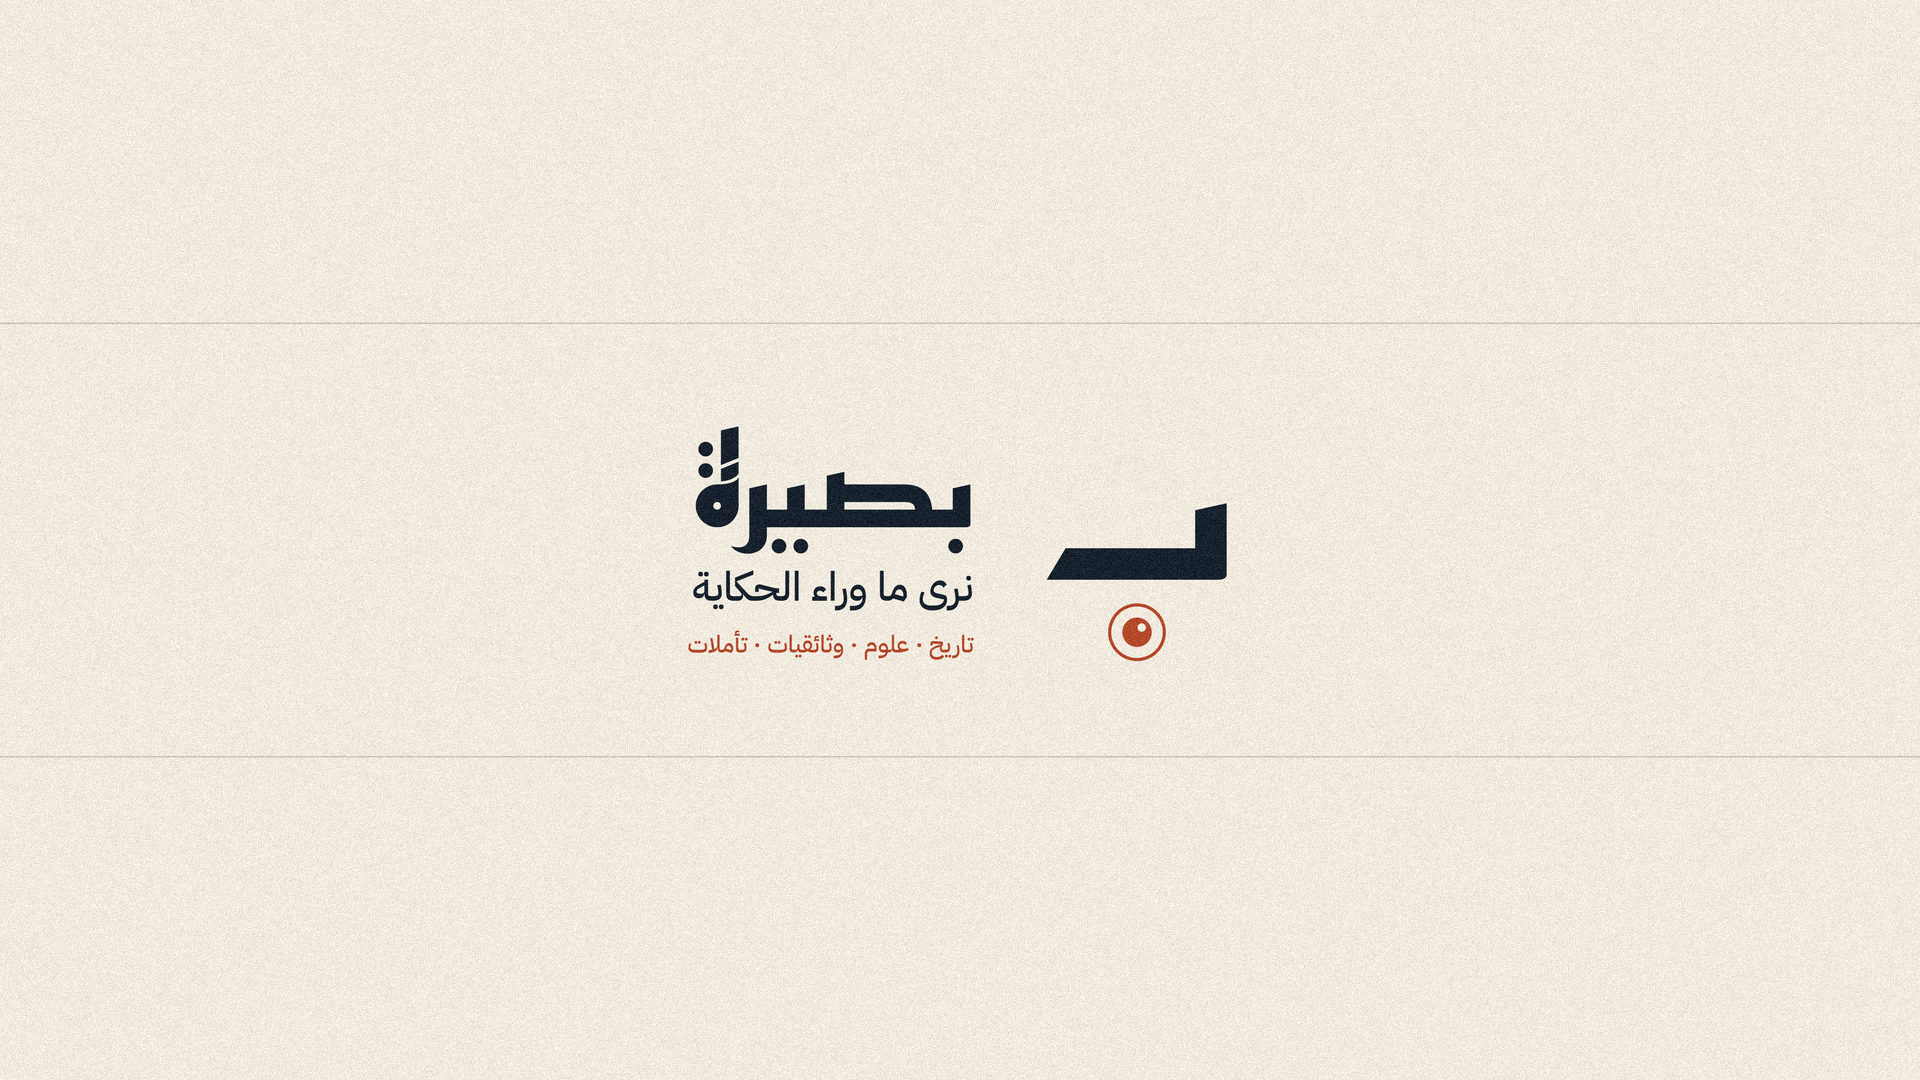 بصيرة
نرى ما وراء الحكاية
تاريخ · علوم · وثائقيات · تأملات